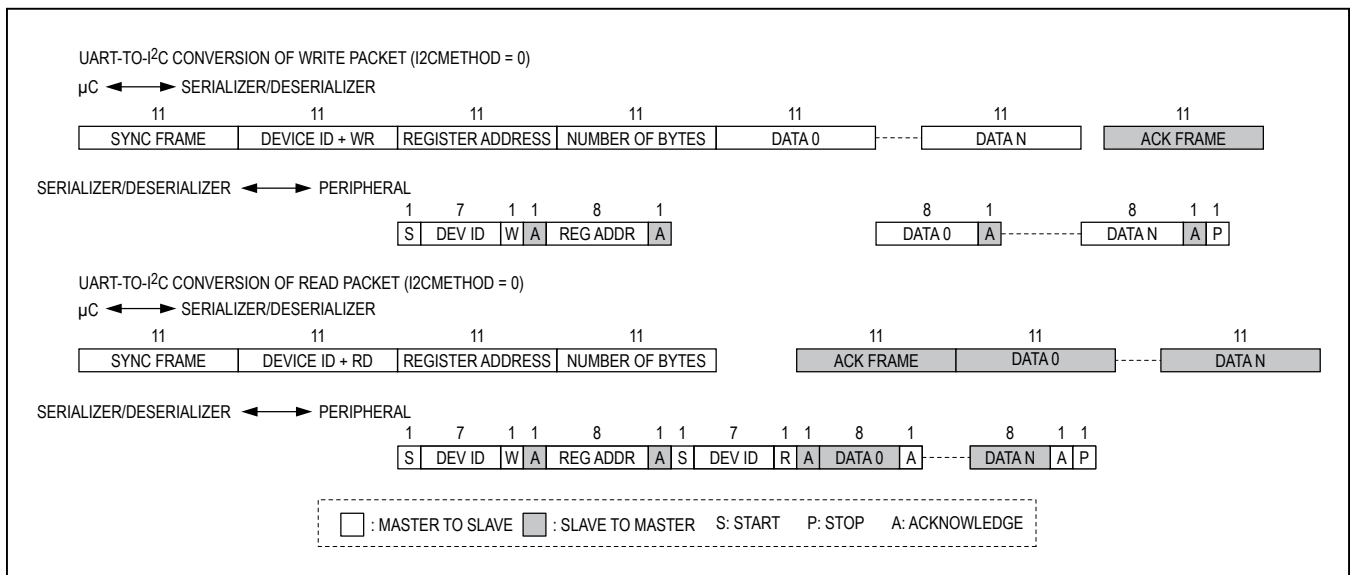 UART-TO-I2C CONVERSION OF WRITE PACKET (I2CMETHOD = 0)
µC SERIALIZER/DESERIALIZER
11 11 11 11 11 11 11
SYNC FRAME DEVICE ID + WR REGISTER ADDRESS NUMBER OF BYTES DATA 0 DATA N ACK FRAME
SERIALIZER/DESERIALIZER PERIPHERAL
1 7 1 1 8 1 8 1 8 1 1
S DEV ID W A REG ADDR A DATA 0 A DATA N A P
UART-TO-I2C CONVERSION OF READ PACKET (I2CMETHOD = 0)
µC SERIALIZER/DESERIALIZER
11 11 11 11 11 11 11
SYNC FRAME DEVICE ID + RD REGISTER ADDRESS NUMBER OF BYTES ACK FRAME DATA 0 DATA N
SERIALIZER/DESERIALIZER PERIPHERAL
1 7 1 1 8 1 1 7 1 1 8 1 8 1 1
S DEV ID W A REG ADDR A S DEV ID R A DATA 0 A DATA N A P
: MASTER TO SLAVE : SLAVE TO MASTER S: START P: STOP A: ACKNOWLEDGE